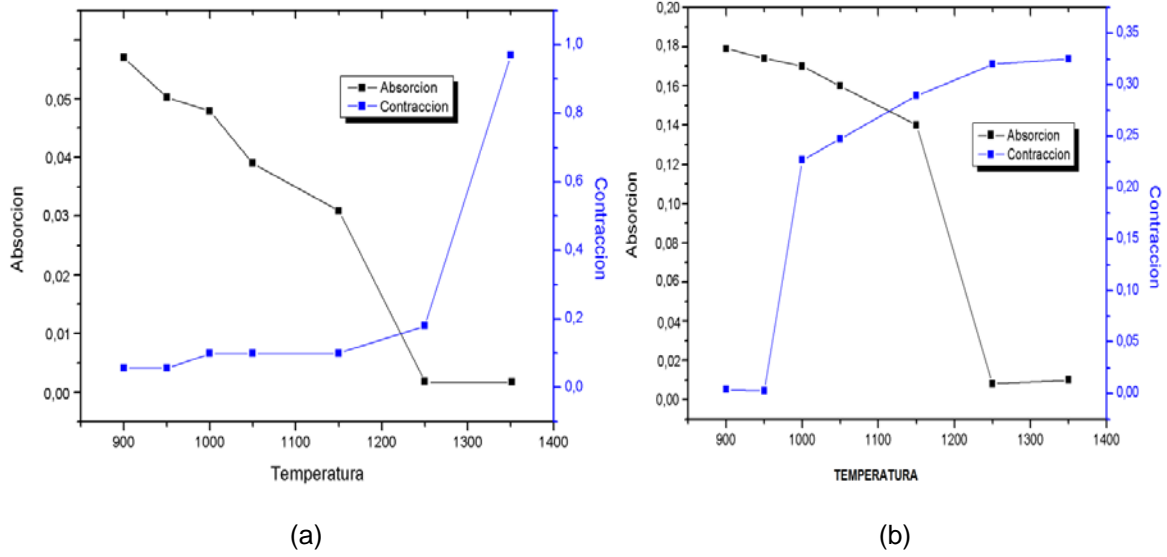 Absorcion
Contraccion
0,05
0,04
0,03
0,02
0,01
0,00
Absorcion
1,0
0,8
0,6
0,4
0,2
0,0
Contraccion
900 1000 1100 1200 1300 1400
Temperatura
(a)
0,20
0,18
0,16
0,14
0,12
0,10
0,08
0,06
0,04
0,02
0,00
Absorcion
Absorcion
Contraccion
0,35
0,30
0,25
0,20
0,15
0,10
0,05
0,00
Contraccion
900 1000 1100 1200 1300 1400
TEMPERATURA
(b)